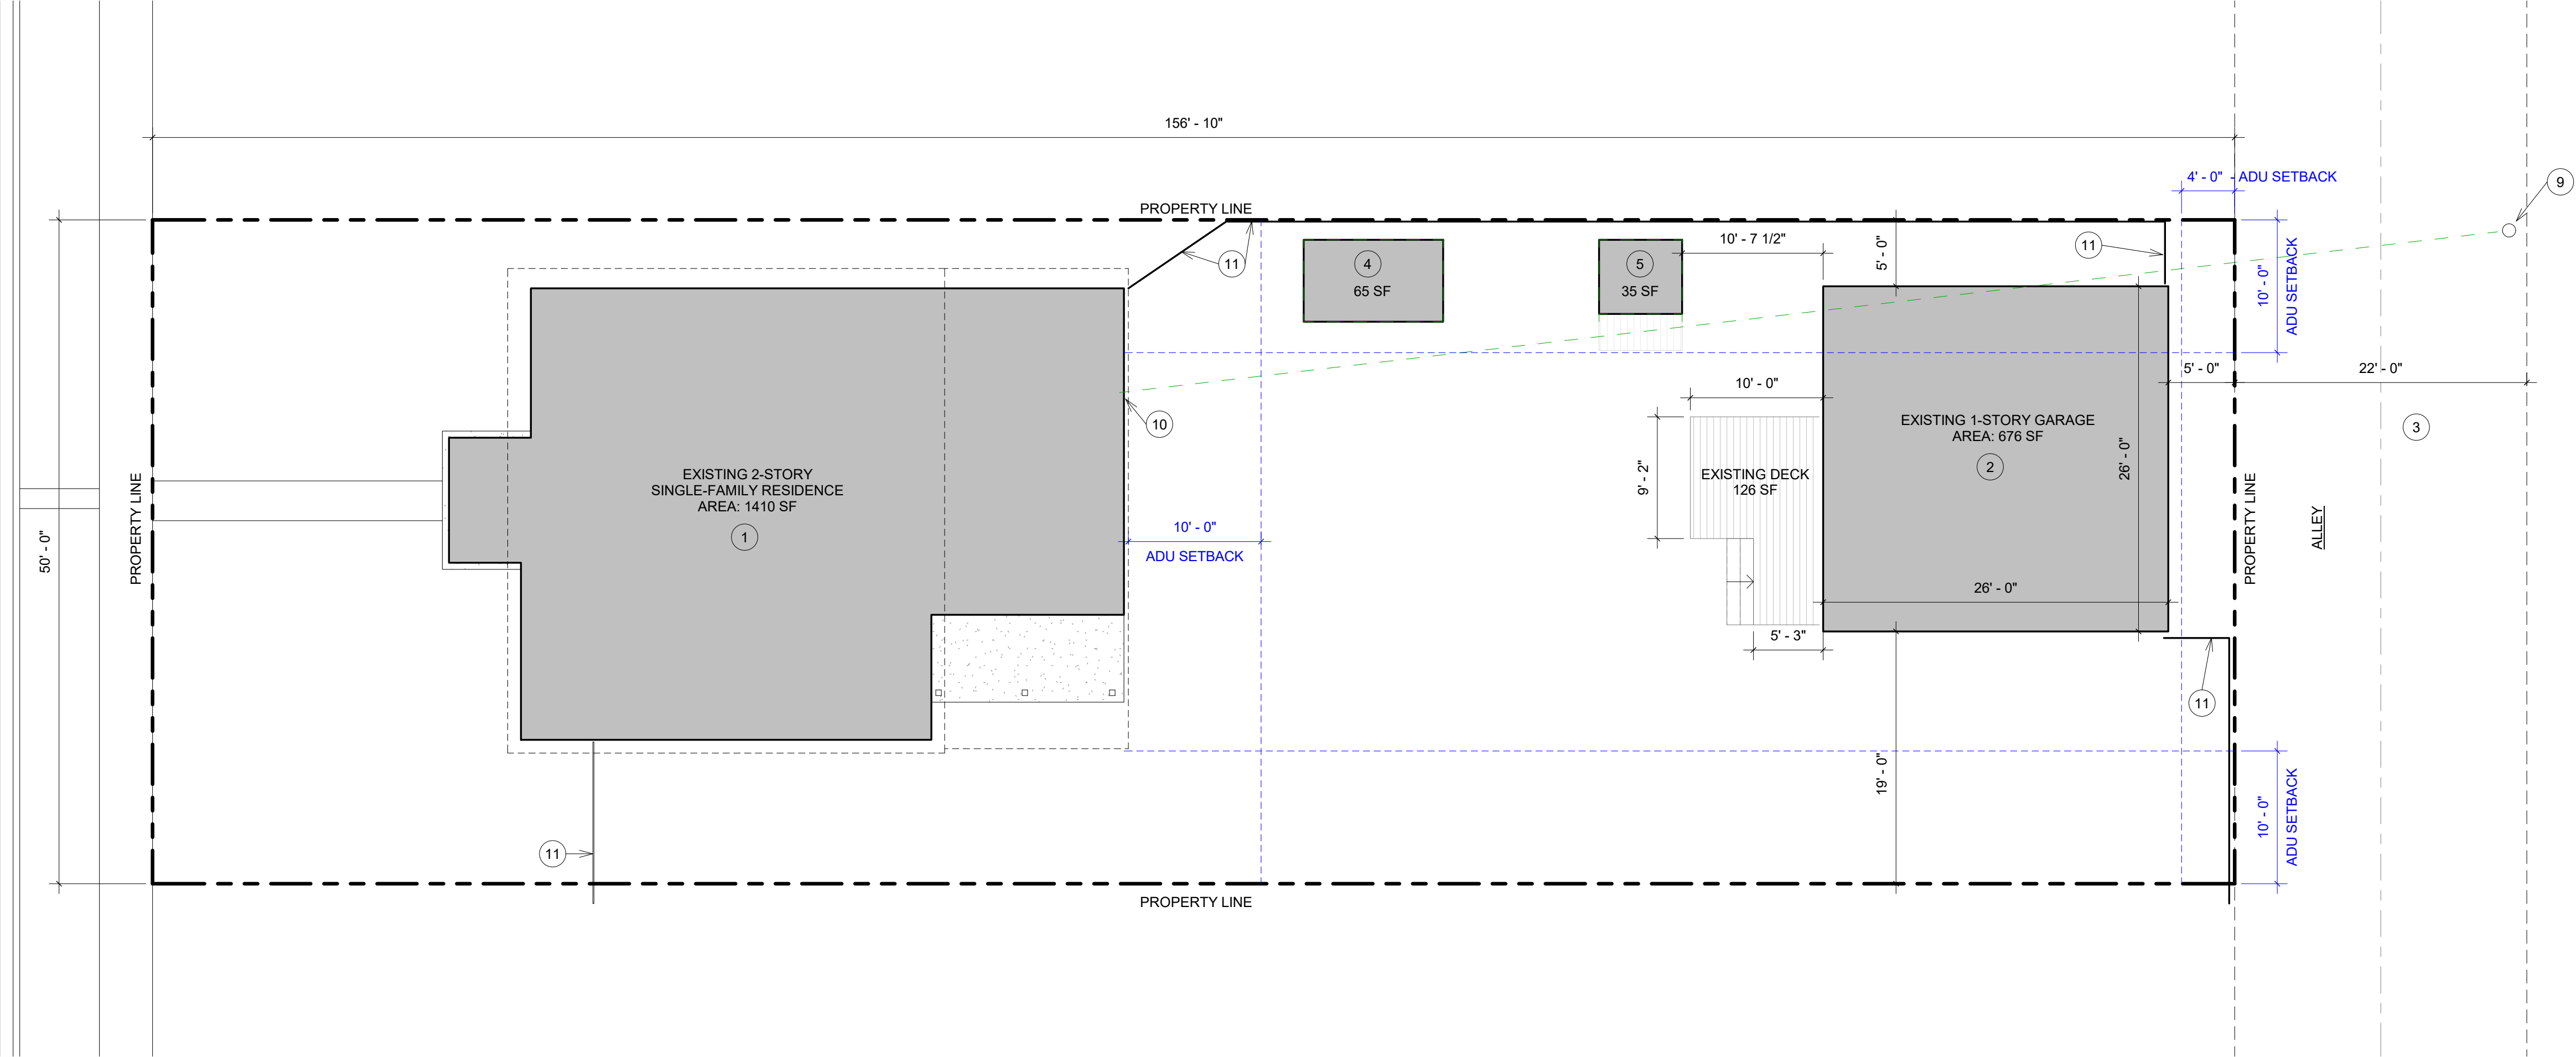 156' - 10"
4' - 0" - ADU SETBACK
9
PROPERTY LINE
11
4
65 SF
5
35 SF
10' - 7 1/2"
5' - 0"
11
10' - 0"
ADU SETBACK
10
10' - 0"
5' - 0"
22' - 0"
3
EXISTING 1-STORY GARAGE
AREA: 676 SF
2
26' - 0"
26' - 0"
EXISTING 2-STORY
SINGLE-FAMILY RESIDENCE
AREA: 1410 SF
1
9' - 2"
EXISTING DECK
126 SF
50' - 0"
PROPERTY LINE
10' - 0"
ADU SETBACK
PROPERTY LINE
ALLEY
5' - 3"
11
19' - 0"
10' - 0"
ADU SETBACK
11
PROPERTY LINE